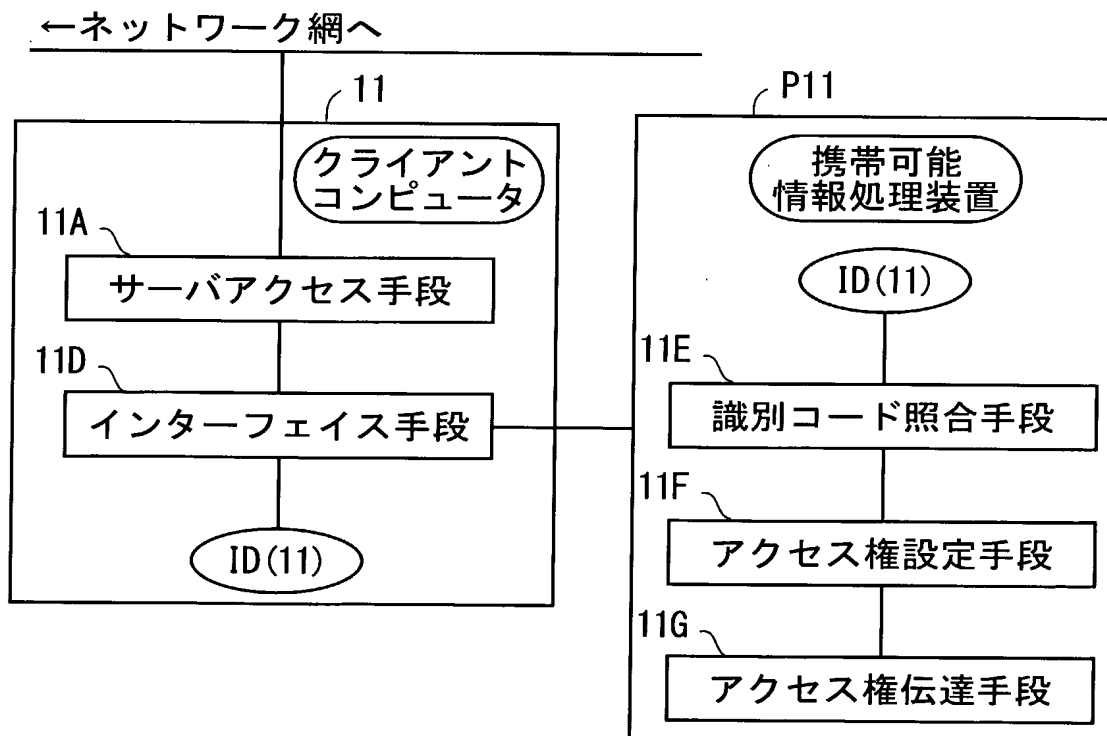 ←ネットワーク網へ
11
クライアント
コンピュータ
11A
サーバアクセス手段
11D
インターフェイス手段
ID(11)
P11
携帯可能
情報処理装置
ID(11)
11E
識別コード照合手段
11F
アクセス権設定手段
11G
アクセス権伝達手段